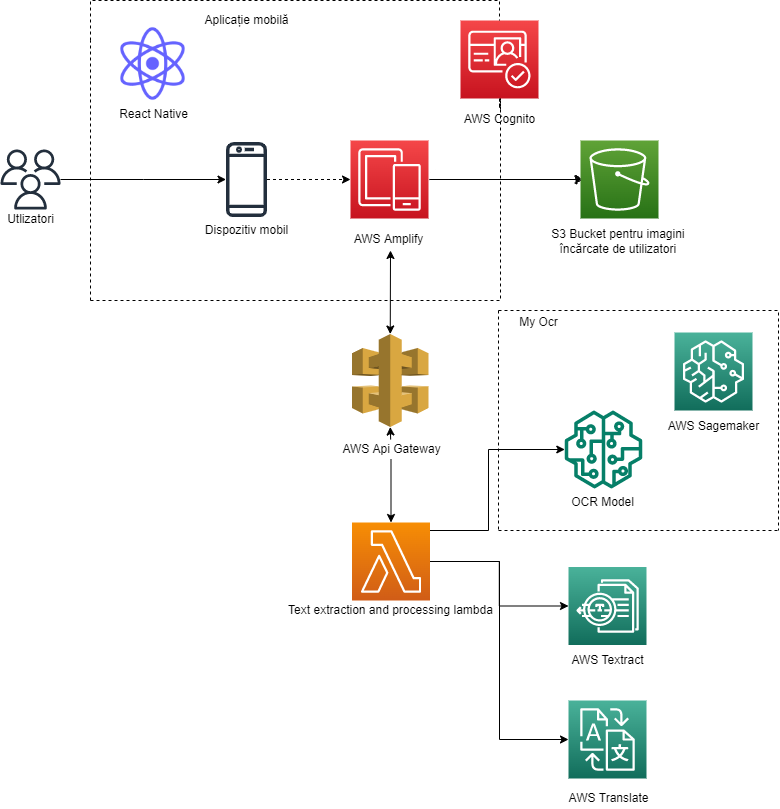 Aplicație mobilă
React Native
AWS Cognito
Utlizatori
Dispozitiv mobil
AWS Amplify
S3 Bucket pentru imagini
încărcate de utilizatori
My Ocr
AWS Sagemaker
AWS Api Gateway
OCR Model
Text extraction and processing lambda
T
AWS Textract
A
文
AWS Translate